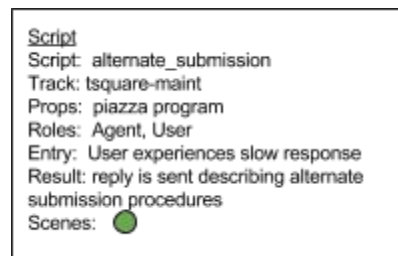 Script
Script: alternate_submission
Track: tsquare-maint
Props: piazza program
Roles: Agent, User
Entry: User experiences slow response
Result: reply is sent describing alternate
submission procedures
Scenes: